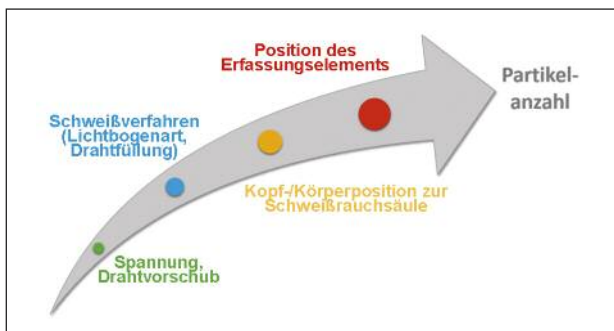 Position des
Erfassungselements
Partikel-
anzahl
Schweißverfahren
(Lichtbogenart,
Drahtfüllung)
Kopf-/Körperposition zur
Schweißrauchsäule
Spannung,
Drahtvorschub